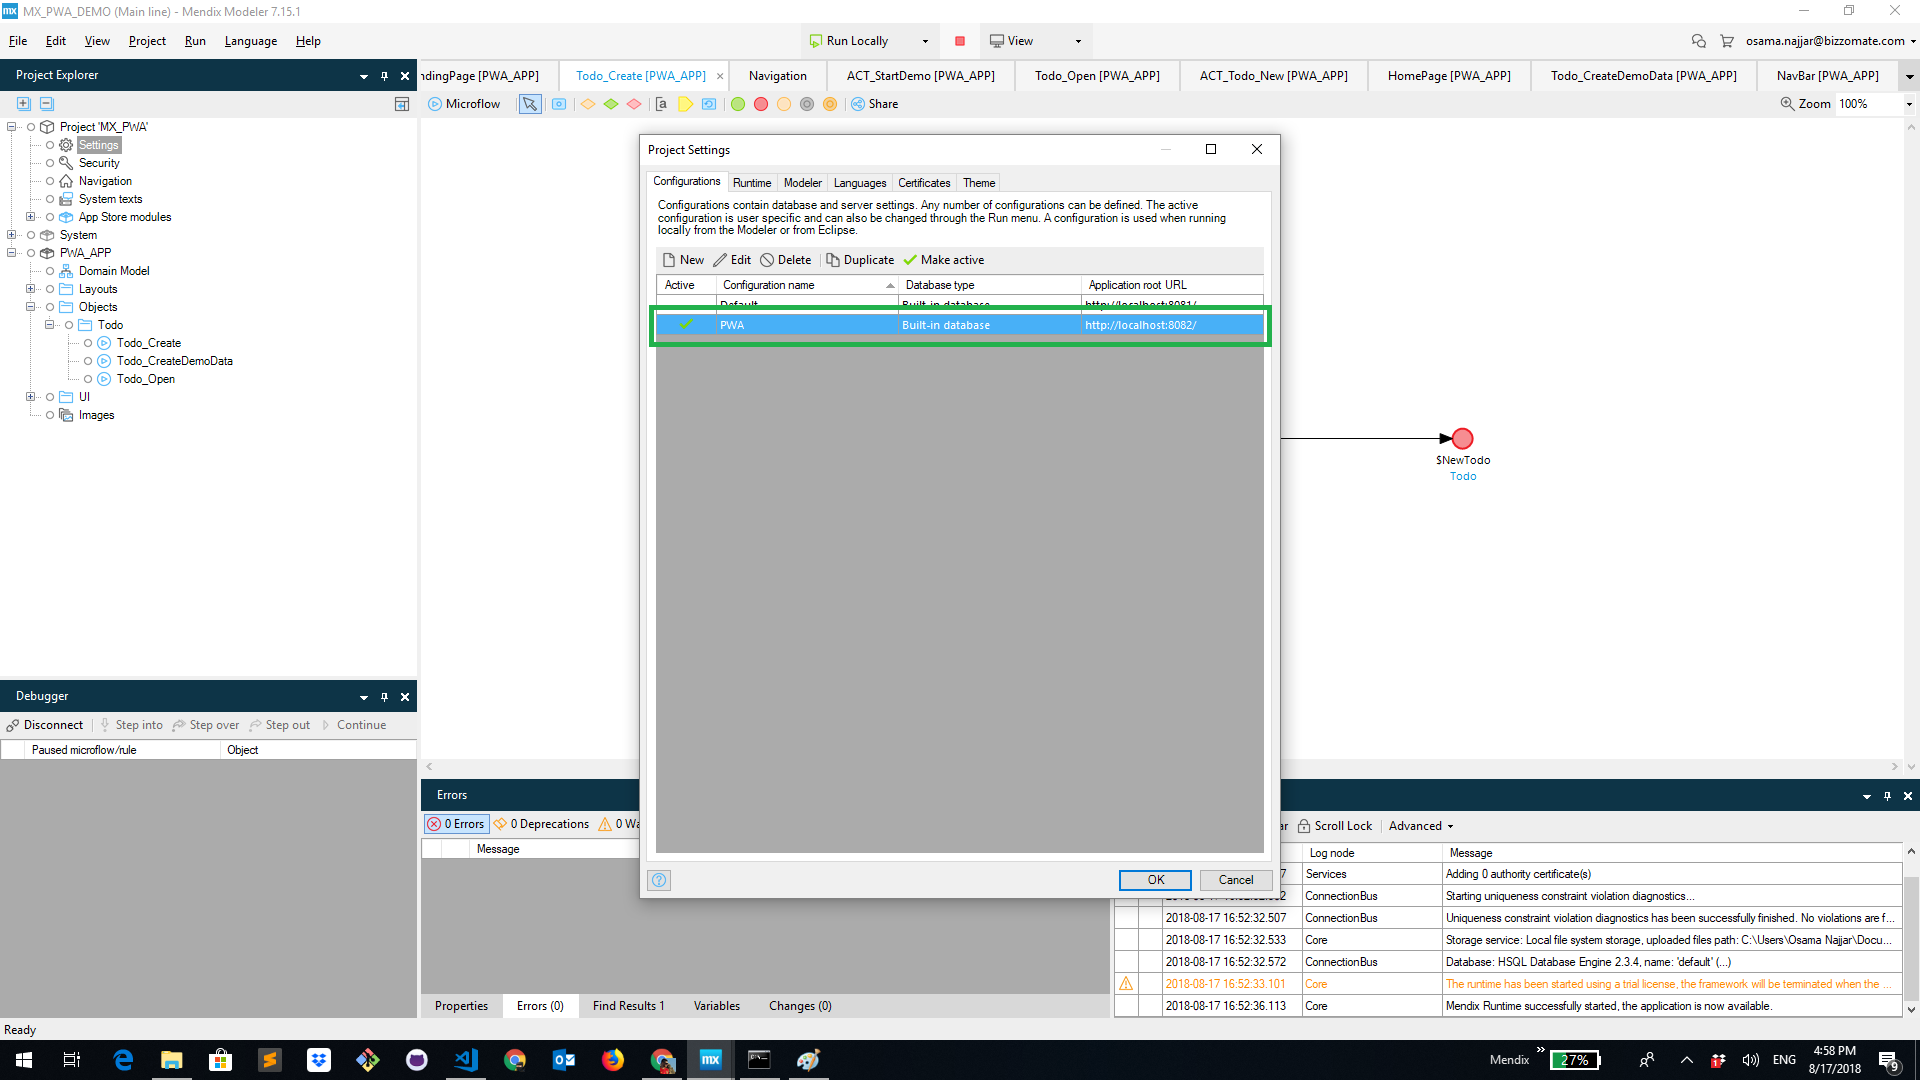 MX_PWA_DEMO (Main line) - Mendix Modeler 7.15.1
File Edit View Project Run Language Help
Run Locally
View
osama.najjar@bizzomate.com
Project Explorer
ndingPage [PWA_APP] Todo_Create [PWA_APP] × Navigation ACT_StartDemo [PWA_APP] Todo_Open [PWA_APP] ACT_Todo_New [PWA_APP] HomePage [PWA_APP] Todo_CreateDemoData [PWA_APP] NavBar [PWA_APP]
Microflow
Share
Zoom 100%
Project 'MX_PWA'
Settings
Security
Navigation
System texts
App Store modules
System
PWA_APP
Domain Model
Layouts
Objects
Todo
Todo_Create
Todo_CreateDemoData
Todo_Open
UI
Images
Project Settings
Configurations Runtime Modeler Languages Certificates Theme
Configurations contain database and server settings. Any number of configurations can be defined. The active
configuration is user specific and can also be changed through the Run menu. A configuration is used when running
locally from the Modeler or from Eclipse.
New Edit Delete Duplicate Make active
Active Configuration name Database type Application root URL
Default Built-in database http://localhost:8081/
PWA Built-in database http://localhost:8082/
OK Cancel
$NewTodo
Todo
Debugger
Disconnect Step into Step over Step out Continue
Paused microflow/rule Object
Errors
0 Errors 0 Deprecations 0 Wa
Message
Properties Errors (0) Find Results 1 Variables Changes (0)
ar Scroll Lock Advanced
Log node Message
7 Services Adding 0 authority certificate(s)
ConnectionBus Starting uniqueness constraint violation diagnostics...
2018-08-17 16:52:32.507 ConnectionBus Uniqueness constraint violation diagnostics has been successfully finished. No violations are f...
2018-08-17 16:52:32.533 Core Storage service: Local file system storage, uploaded files path: C:\Users\Osama Najjar\Docu...
2018-08-17 16:52:32.572 ConnectionBus Database: HSQL Database Engine 2.3.4, name: 'default' (...)
2018-08-17 16:52:33.101 Core The runtime has been started using a trial license, the framework will be terminated when the ...
2018-08-17 16:52:36.113 Core Mendix Runtime successfully started, the application is now available.
Ready
Mendix
27%
ENG
4:58 PM
8/17/2018
9